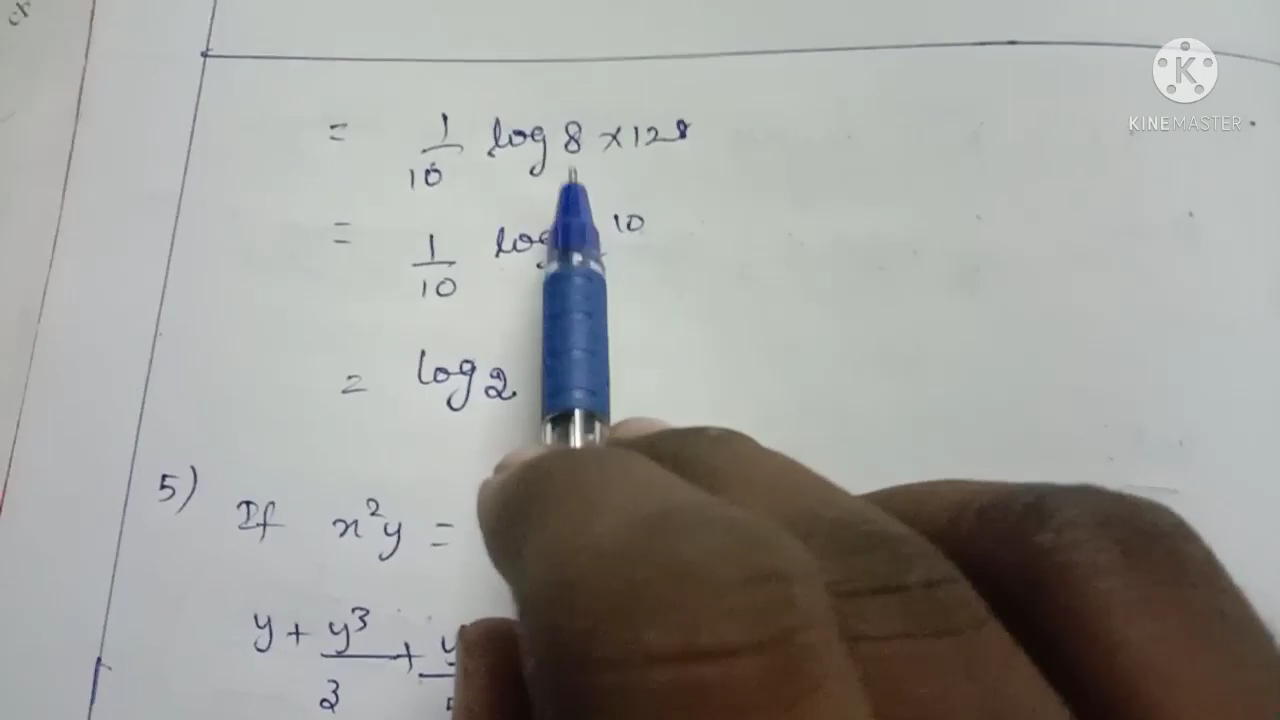 = 1/10 log 8 × 128
= 1/10 log 10
= log 2
5) If x²y =
y + y³/3 +
KINEMASTER